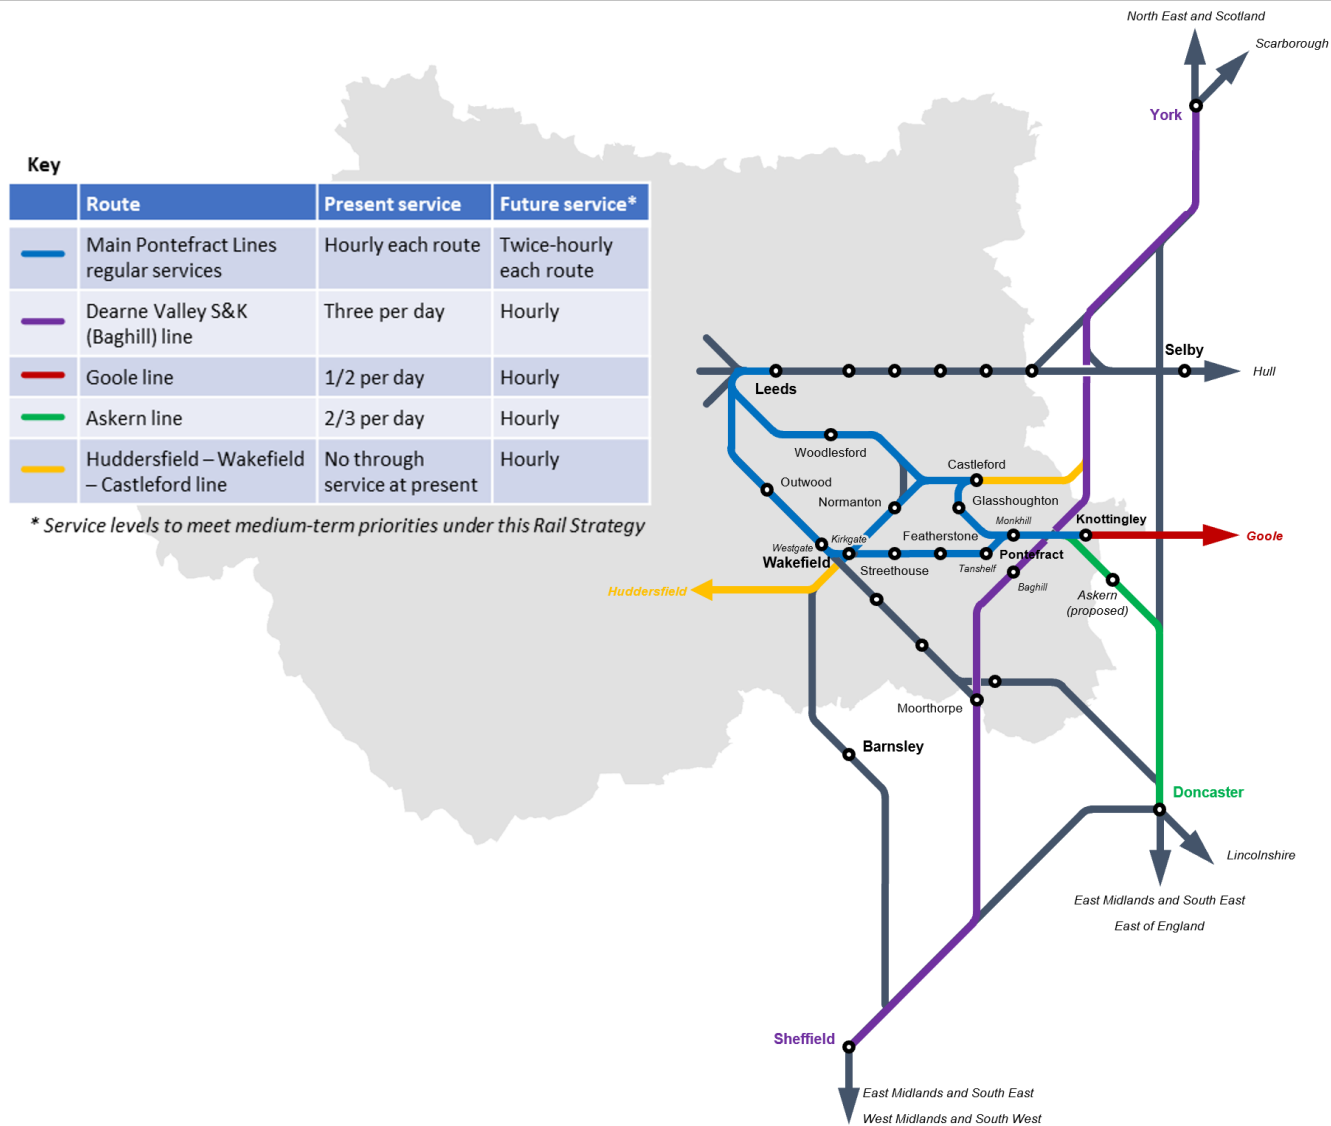 North East and Scotland
Scarborough
York
Key
Route Present service Future service*
Main Pontefract Lines regular services Hourly each route Twice-hourly each route
Dearne Valley S&K (Baghill) line Three per day Hourly
Goole line 1/2 per day Hourly
Askern line 2/3 per day Hourly
Huddersfield – Wakefield – Castleford line No through service at present Hourly
* Service levels to meet medium-term priorities under this Rail Strategy
Selby
Hull
Leeds
Woodlesford
Castleford
Outwood
Normanton
Glasshoughton
Monkhill
Knottingley
Featherstone
Goole
Westgate
Kirkgate
Wakefield
Streethouse
Tanshelf
Pontefract
Baghill
Huddersfield
Askern
(proposed)
Moorthorpe
Barnsley
Doncaster
Lincolnshire
East Midlands and South East
East of England
Sheffield
East Midlands and South East
West Midlands and South West